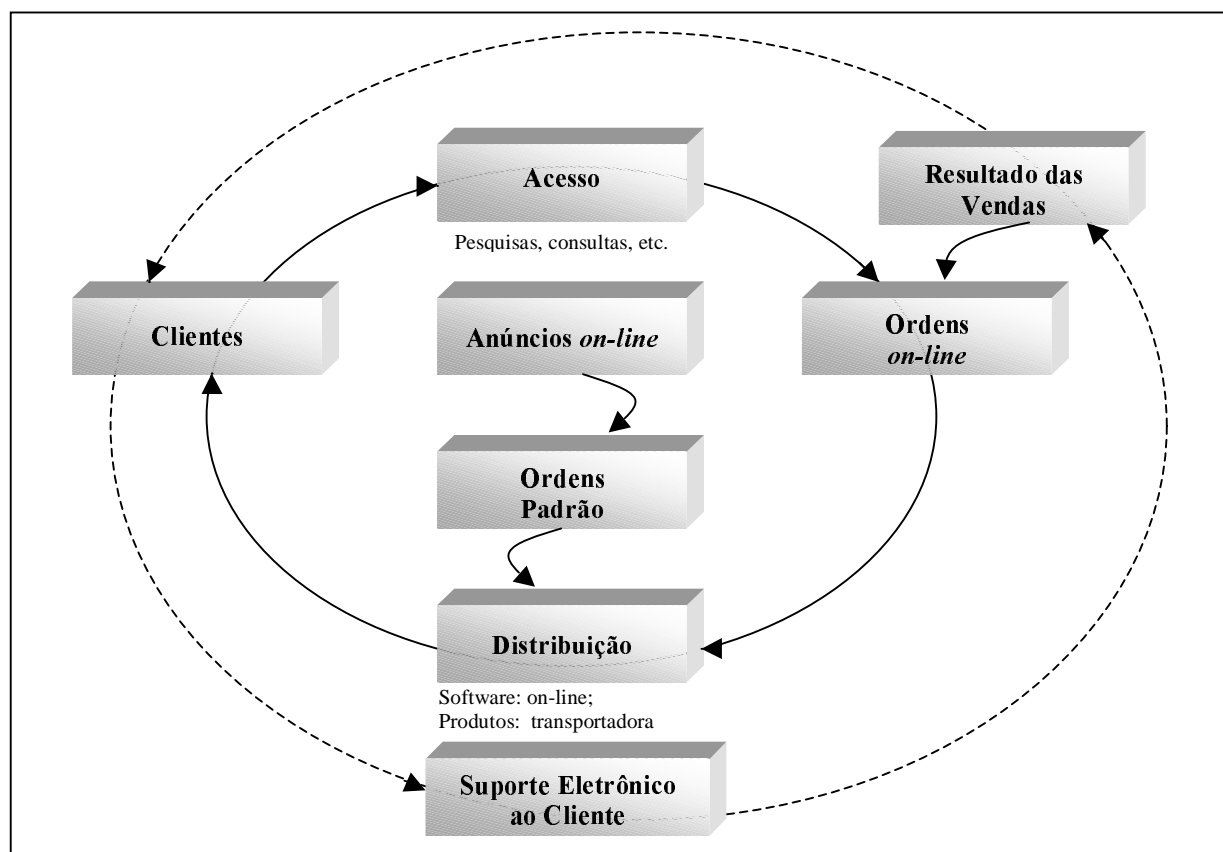 Acesso
Resultado das
Vendas
Pesquisas, consultas, etc.
Clientes
Anúncios on-line
Ordens
on-line
Ordens
Padrão
Distribuição
Software: on-line;
Produtos: transportadora
Suporte Eletrônico
ao Cliente